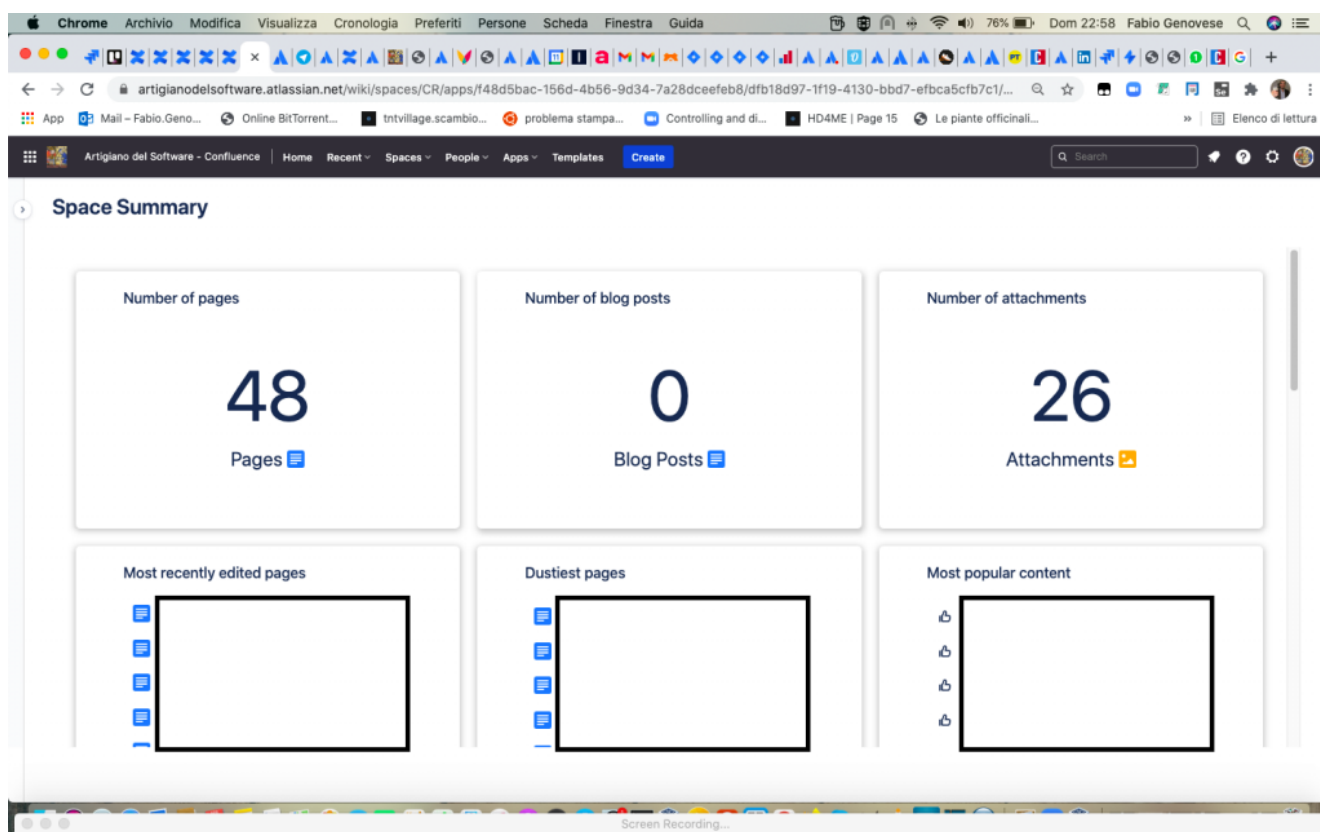 Chrome Archivio Modifica Visualizza Cronologia Preferiti Persone Scheda Finestra Guida 76% Dom 22:58 Fabio Genovese
artigianodelsoftware.atlassian.net/wiki/spaces/CR/apps/f48d5bac-156d-4b56-9d34-7a28dceefeb8/dfb18d97-1f19-4130-bbd7-efbca5cfb7c1/...
App Mail – Fabio.Geno... Online BitTorrent... tntvillage.scambio... problema stampa... Controlling and di... HD4ME | Page 15 Le piante officinali... » Elenco di lettura
Artigiano del Software - Confluence Home Recent Spaces People Apps Templates Create Search
Space Summary
Number of pages Number of blog posts Number of attachments
48 0 26
Pages Blog Posts Attachments
Most recently edited pages Dustiest pages Most popular content
Screen Recording...